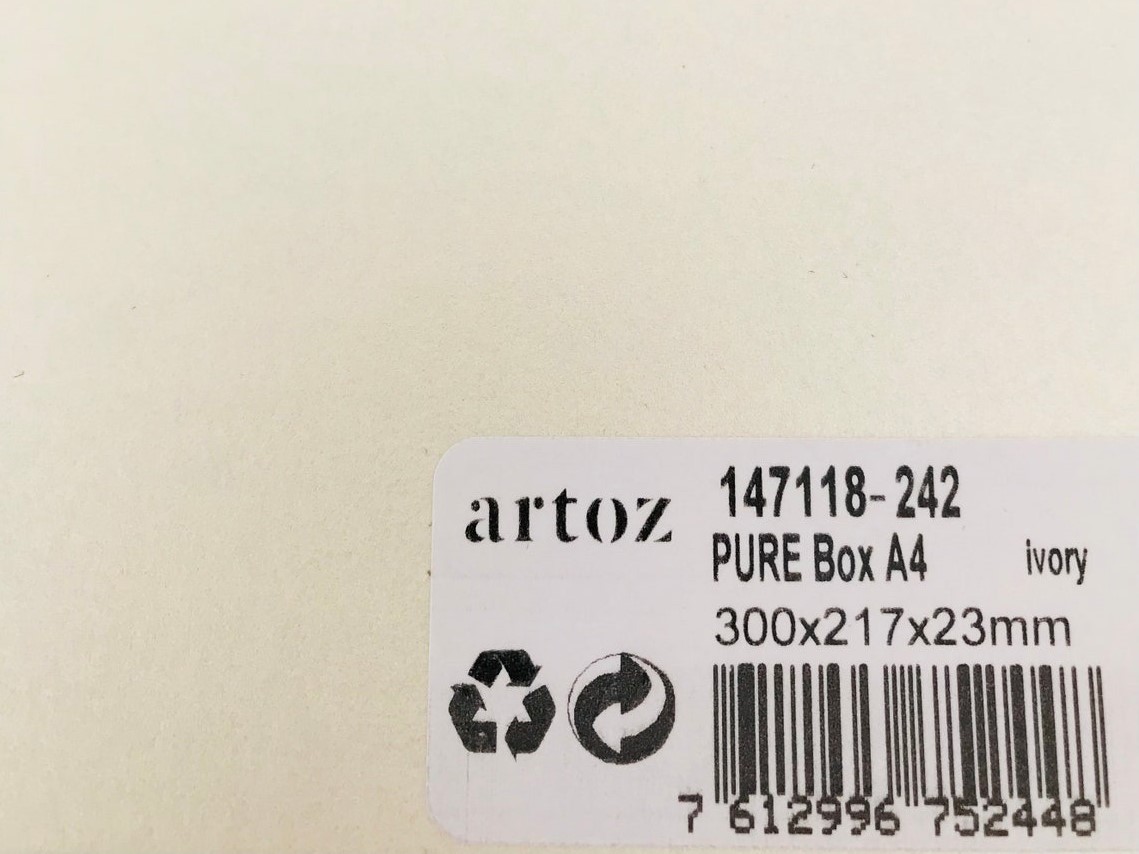 artoz
147118-242
PURE Box A4 ivory
300x217x23mm
7 612996 752448